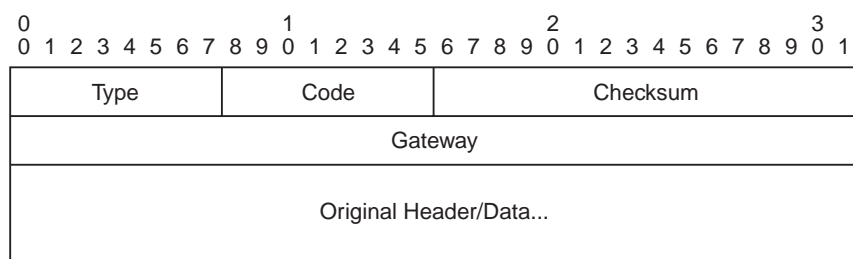 0 1 2 3
0 1 2 3 4 5 6 7 8 9 0 1 2 3 4 5 6 7 8 9 0 1 2 3 4 5 6 7 8 9 0 1
Type Code Checksum
Gateway
Original Header/Data...